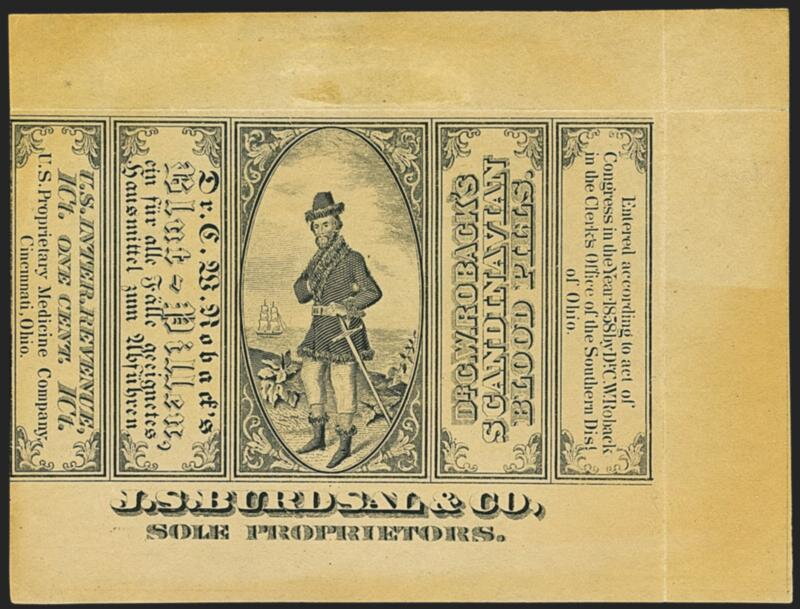 U.S. INTER. REVENUE,
1Ct. ONE CENT. 1Ct.
U.S. Proprietary Medicine Company,
Cincinnati, Ohio.
Dr. C. W. Roback's
Blut-Pillen,
ein für alle Fälle geeignetes
Hausmittel zum Abführen
DR. C.W. ROBACK'S
SCANDINAVIAN
BLOOD PILLS.
Entered according to act of
Congress in the Year 1858 by Dr. C.W. Roback
in the Clerk's Office of the Southern Dist.
of Ohio.
J.S. BURDSAL & CO,
SOLE PROPRIETORS.